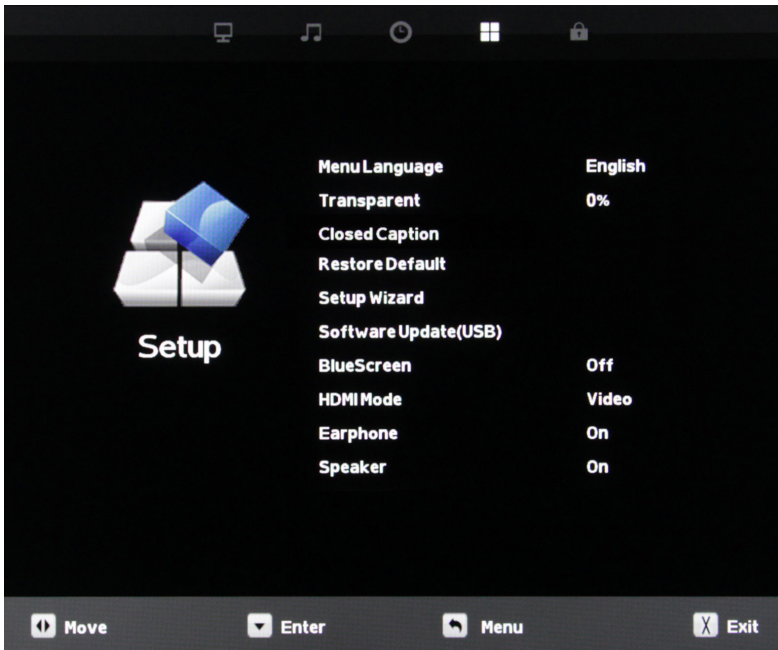 Menu Language English
Transparent 0%
Closed Caption
Restore Default
Setup Wizard
Software Update(USB)
Setup
BlueScreen Off
HDMI Mode Video
Earphone On
Speaker On
Move Enter Menu X Exit